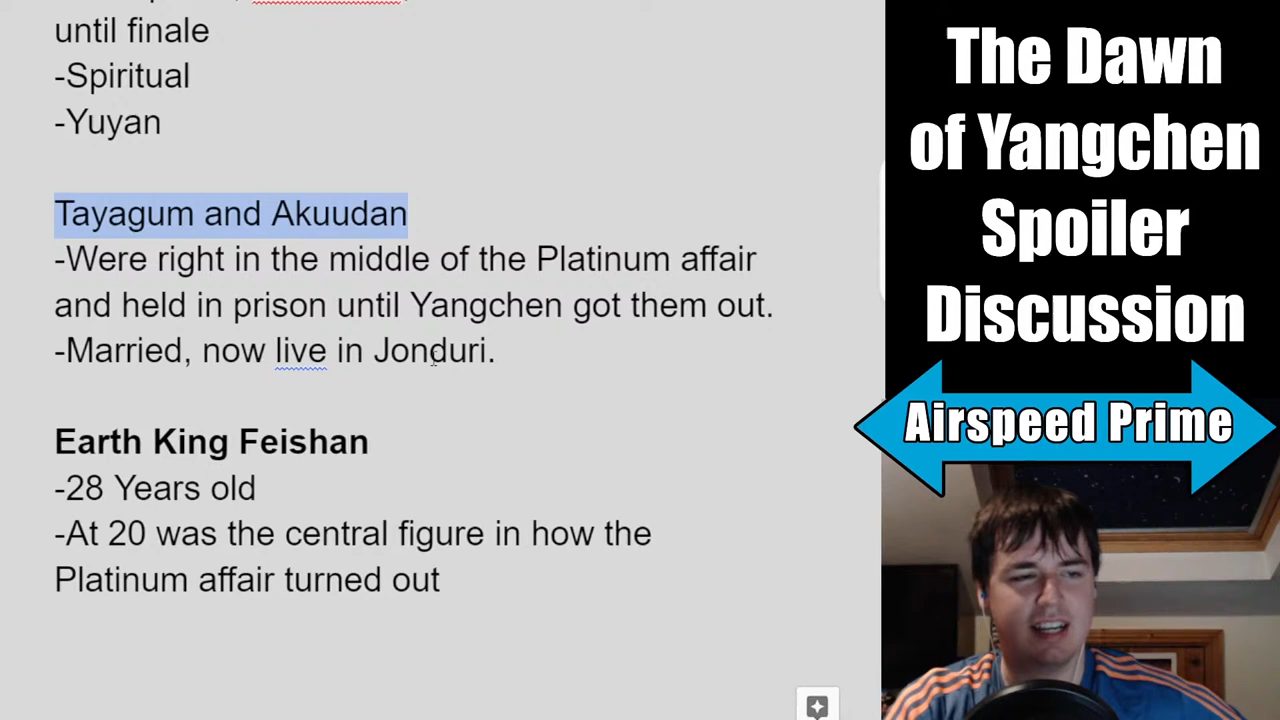 until finale
-Spiritual
-Yuyan
Tayagum and Akuudan
-Were right in the middle of the Platinum affair
and held in prison until Yangchen got them out.
-Married, now live in Jonduri.
Earth King Feishan
-28 Years old
-At 20 was the central figure in how the
Platinum affair turned out
The Dawn
of Yangchen
Spoiler
Discussion
Airspeed Prime